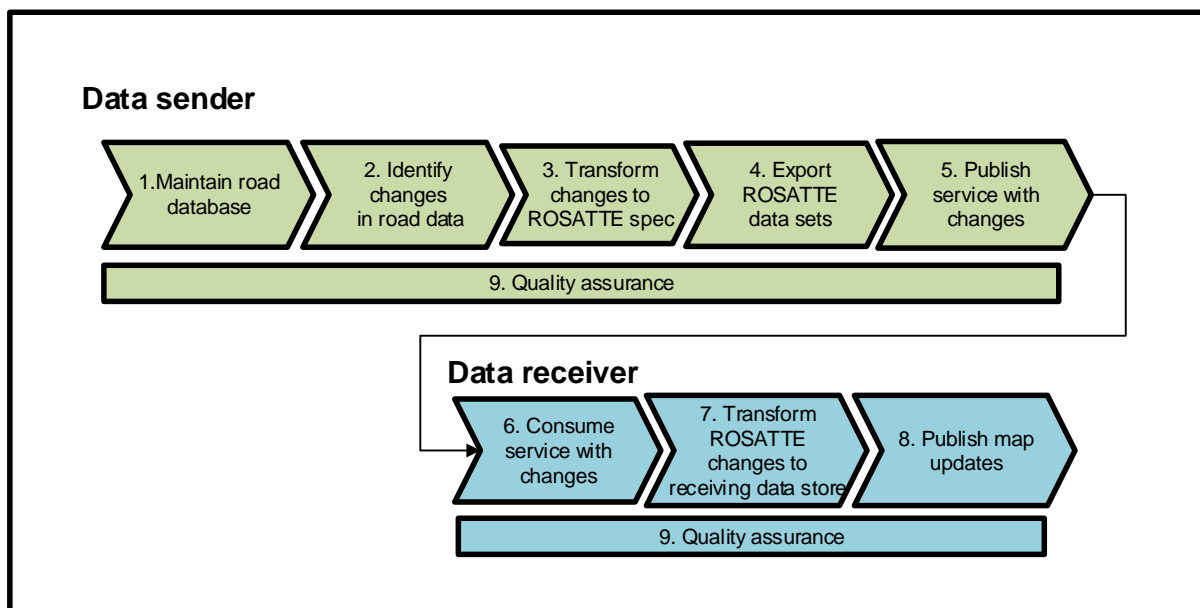 Data sender
1.Maintain road
database
2. Identify
changes
in road data
3. Transform
changes to
ROSATTE spec
4. Export
ROSATTE
data sets
5. Publish
service with
changes
9. Quality assurance
Data receiver
6. Consume
service with
changes
7. Transform
ROSATTE
changes to
receiving data store
8. Publish map
updates
9. Quality assurance